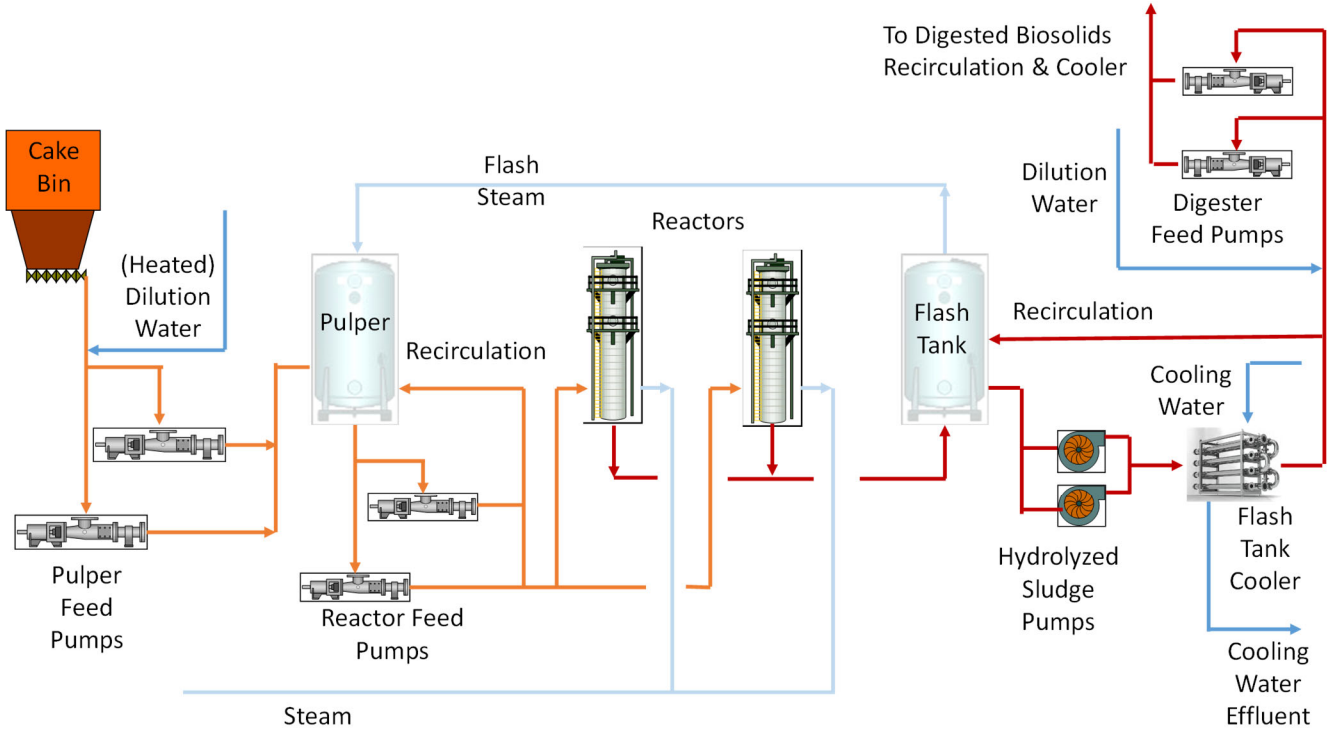 Cake
Bin
(Heated)
Dilution
Water
Pulper
Feed
Pumps
Flash
Steam
Pulper
Recirculation
Reactor Feed
Pumps
Steam
Reactors
Flash
Tank
To Digested Biosolids
Recirculation & Cooler
Dilution
Water
Digester
Feed Pumps
Recirculation
Cooling
Water
Hydrolyzed
Sludge
Pumps
Flash
Tank
Cooler
Cooling
Water
Effluent